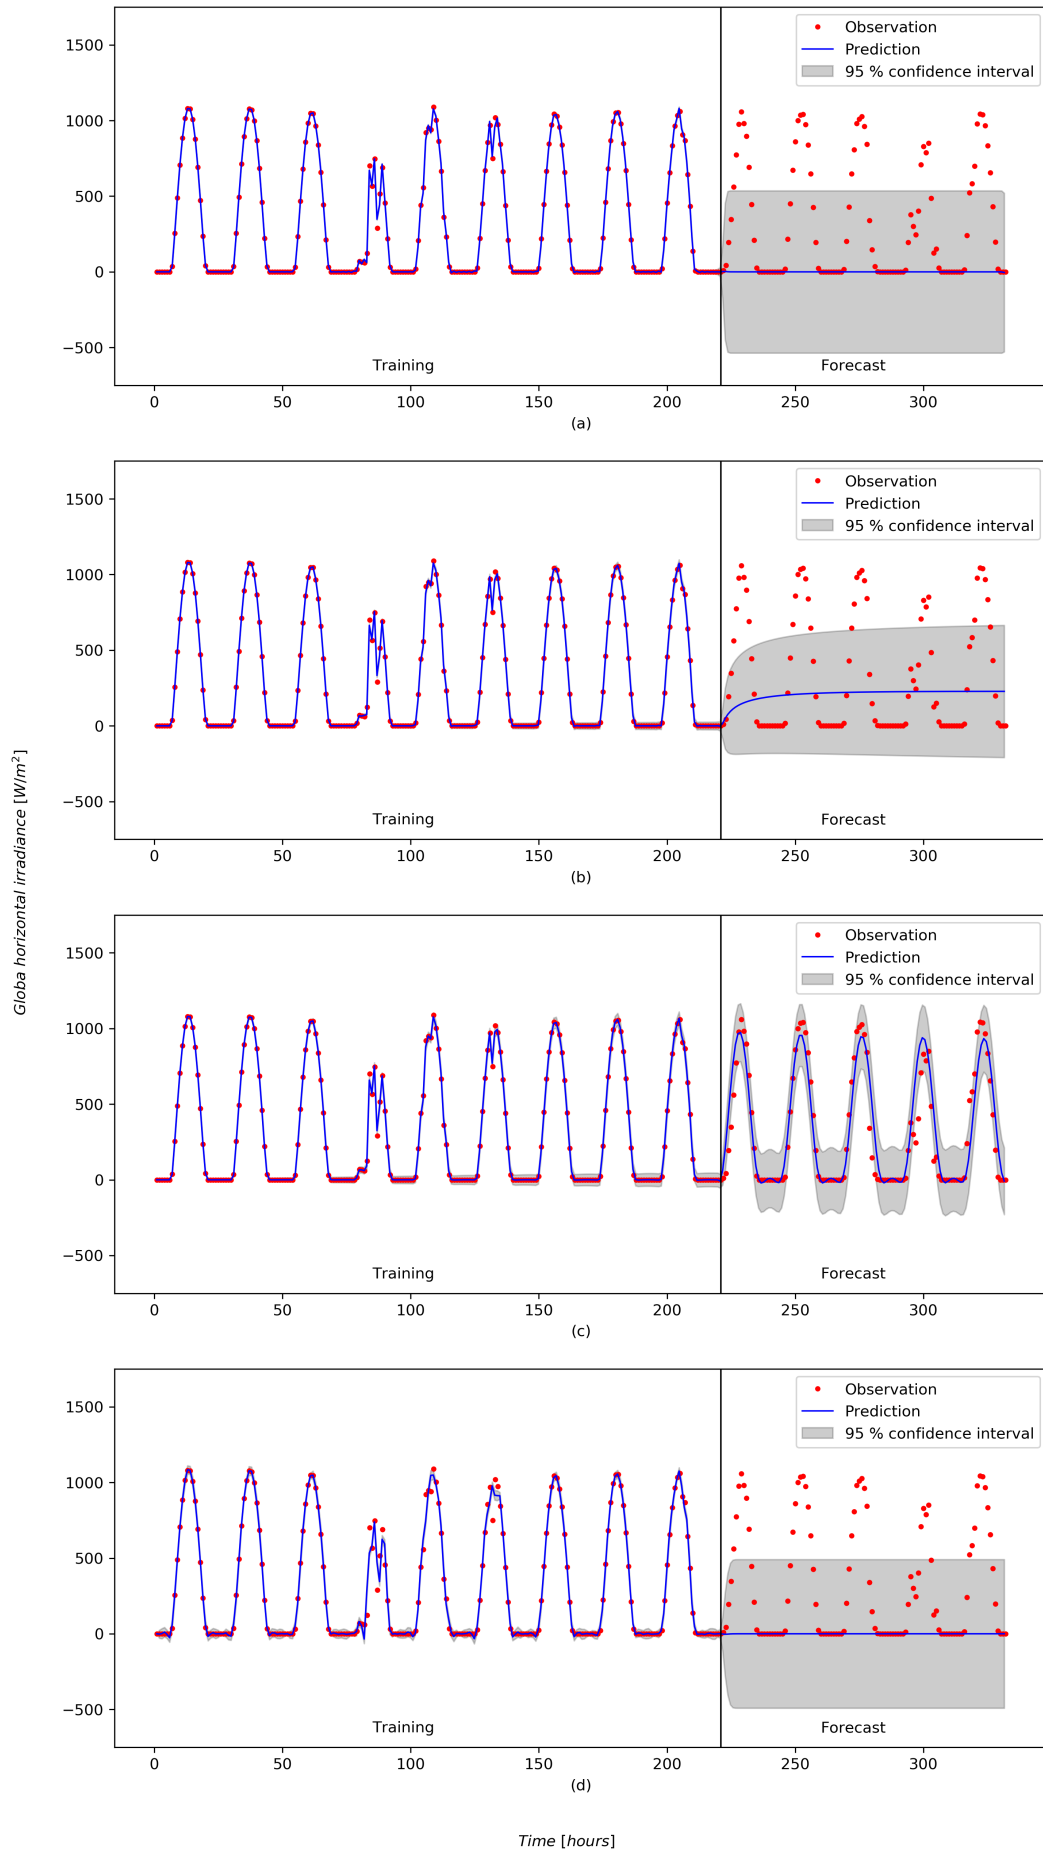 1500
1000
500
0
−500
Observation
Prediction
95 % confidence interval
Training
Forecast
0 50 100 150 200 250 300
(a)
1500
1000
500
0
−500
Observation
Prediction
95 % confidence interval
Training
Forecast
0 50 100 150 200 250 300
(b)
Globa horizontal irradiance [W/m²]
1500
1000
500
0
−500
Observation
Prediction
95 % confidence interval
Training
Forecast
0 50 100 150 200 250 300
(c)
1500
1000
500
0
−500
Observation
Prediction
95 % confidence interval
Training
Forecast
0 50 100 150 200 250 300
(d)
Time [hours]